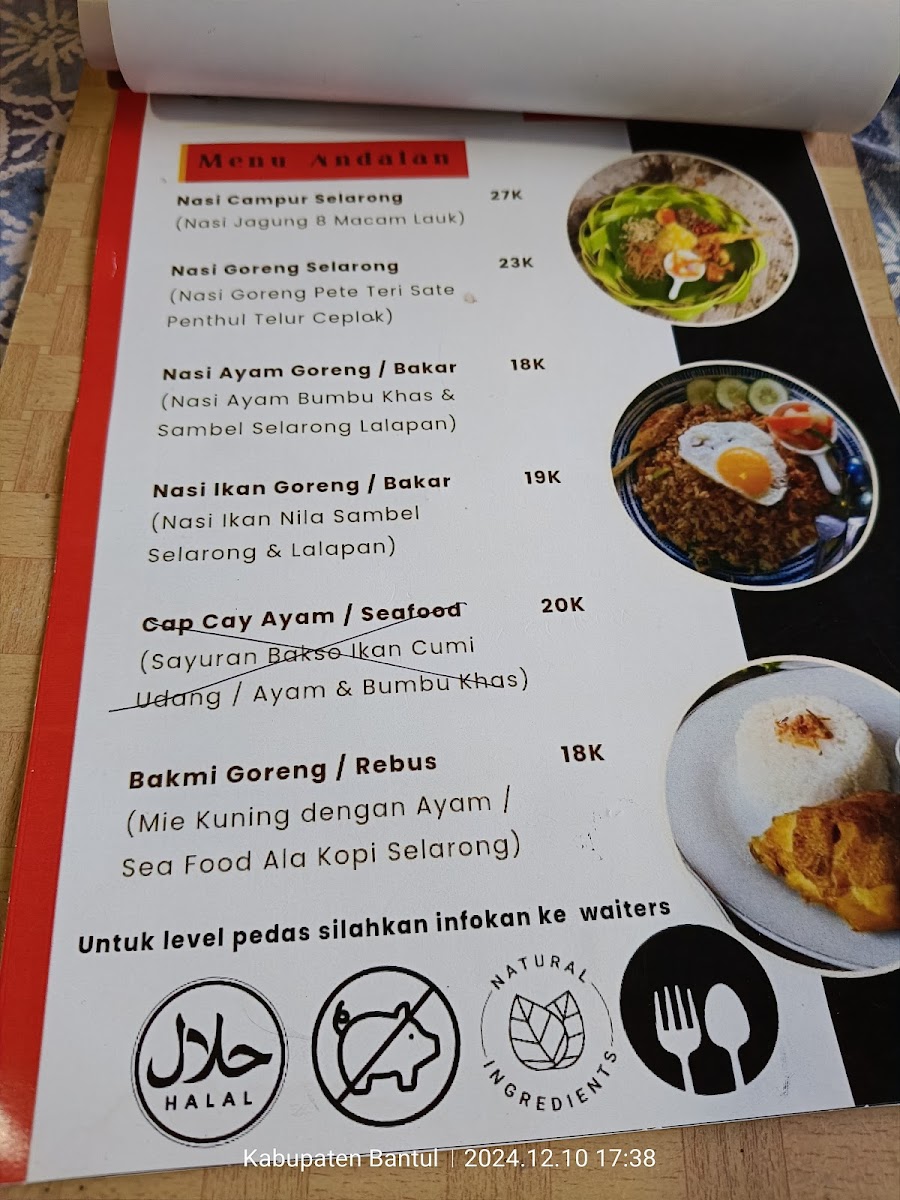 Menu Andalan
Nasi Campur Selarong 27K
(Nasi Jagung 8 Macam Lauk)
Nasi Goreng Selarong 23K
(Nasi Goreng Pete Teri Sate
Penthul Telur Ceplok)
Nasi Ayam Goreng / Bakar 18K
(Nasi Ayam Bumbu Khas &
Sambel Selarong Lalapan)
Nasi Ikan Goreng / Bakar 19K
(Nasi Ikan Nila Sambel
Selarong & Lalapan)
Cap Cay Ayam / Seafood 20K
(Sayuran Bakso Ikan Cumi
Udang / Ayam & Bumbu Khas)
Bakmi Goreng / Rebus 18K
(Mie Kuning dengan Ayam /
Sea Food Ala Kopi Selarong)
Untuk level pedas silahkan infokan ke waiters
حلال
HALAL
NATURAL
INGREDIENTS
Kabupaten Bantul | 2024.12.10 17:38